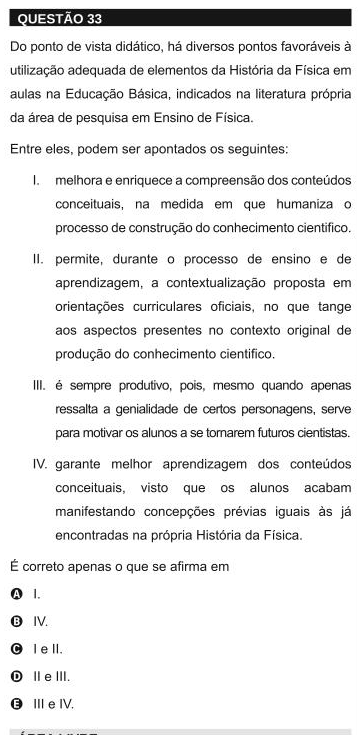 QUESTÃO 33
Do ponto de vista didático, há diversos pontos favoráveis à
utilização adequada de elementos da História da Física em
aulas na Educação Básica, indicados na literatura própria
da área de pesquisa em Ensino de Física.
Entre eles, podem ser apontados os seguintes:
I. melhora e enriquece a compreensão dos conteúdos
conceituais, na medida em que humaniza o
processo de construção do conhecimento cientifico.
II. permite, durante o processo de ensino e de
aprendizagem, a contextualização proposta em
orientações curriculares oficiais, no que tange
aos aspectos presentes no contexto original de
produção do conhecimento cientifico.
III. é sempre produtivo, pois, mesmo quando apenas
ressalta a genialidade de certos personagens, serve
para motivar os alunos a se tornarem futuros cientistas.
IV. garante melhor aprendizagem dos conteúdos
conceituais, visto que os alunos acabam
manifestando concepções prévias iguais às já
encontradas na própria História da Física.
É correto apenas o que se afirma em
A I.
B IV.
C I e II.
D II e III.
E III e IV.